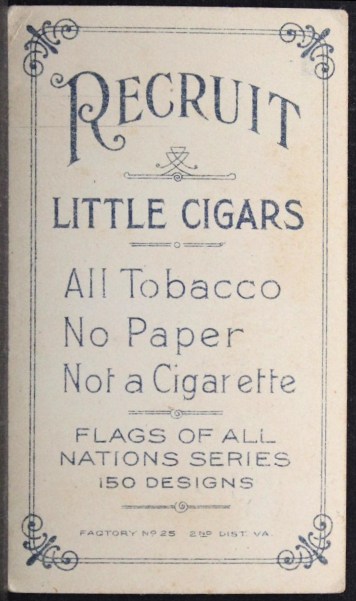 RECRUIT
LITTLE CIGARS
All Tobacco
No Paper
Not a Cigarette
FLAGS OF ALL
NATIONS SERIES
150 DESIGNS
FACTORY Nº 25 2ND DIST. VA.